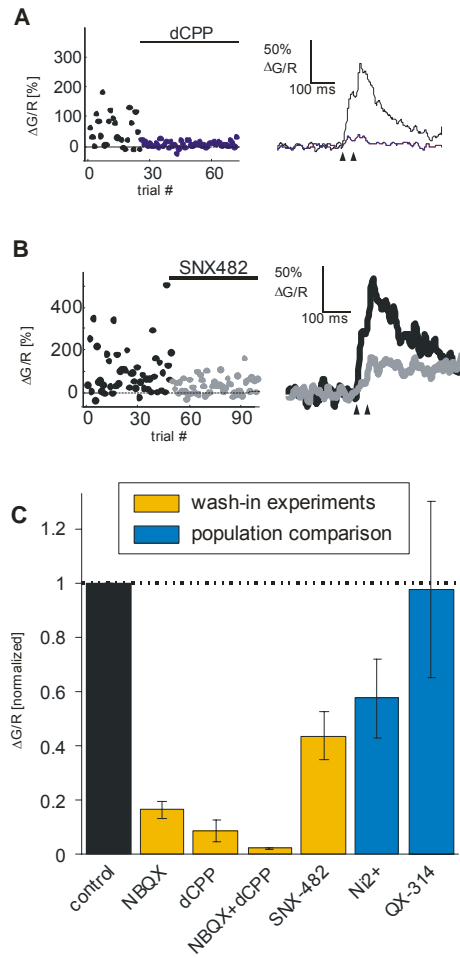 A
dCPP
ΔG/R [%]
300
200
100
0
0
30
60
trial #
50%
ΔG/R
100 ms
B
SNX482
ΔG/R [%]
400
200
0
0
30
60
90
trial #
50%
ΔG/R
100 ms
C
wash-in experiments
population comparison
ΔG/R [normalized]
1.2
1
0.8
0.6
0.4
0.2
0
control
NBQX
dCPP
NBQX+dCPP
SNX-482
Ni2+
QX-314